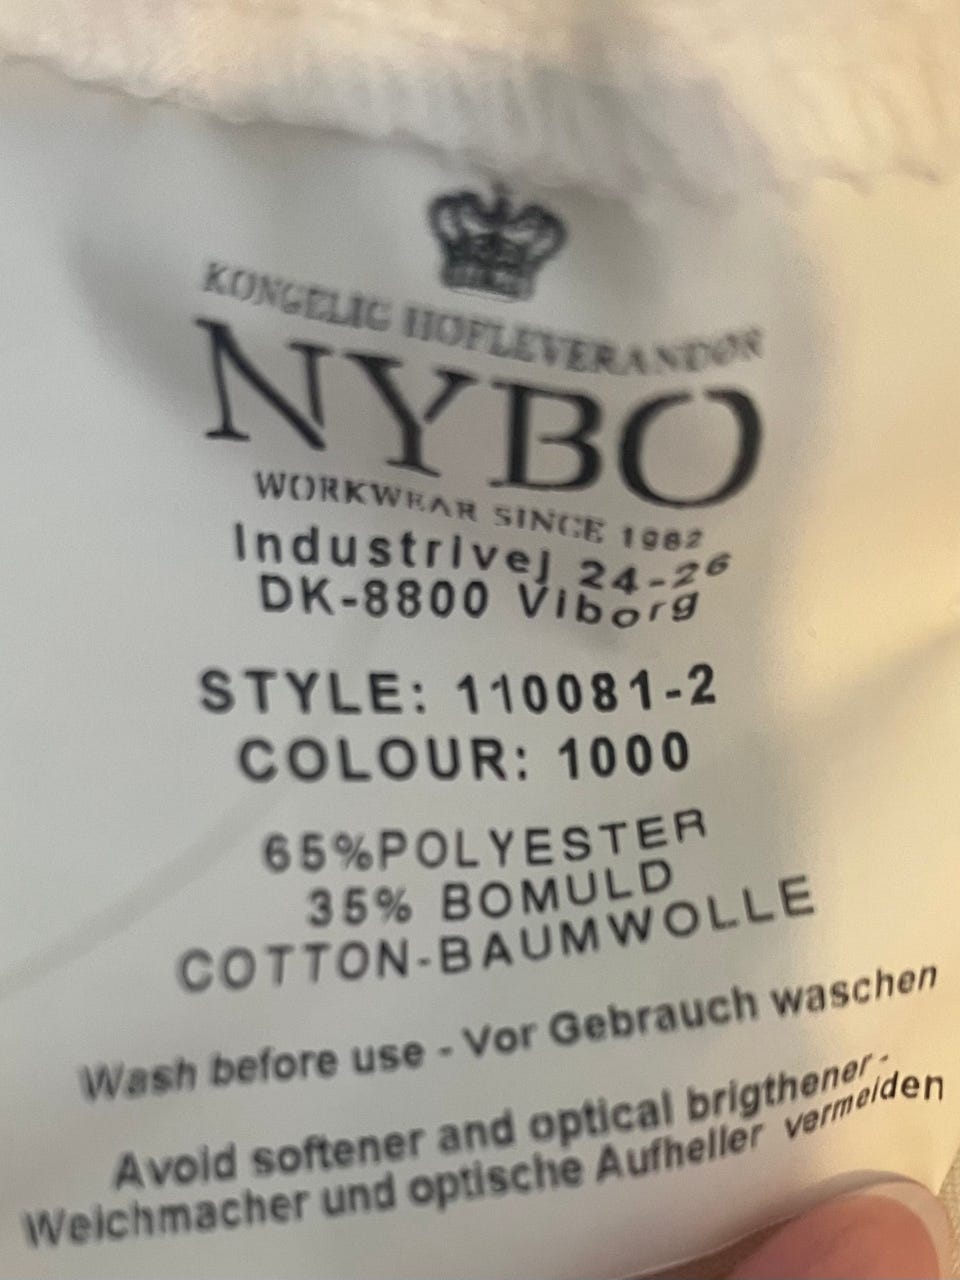 KONGELIG HOFLEVERANDØR
NYBO
WORKWEAR SINCE 1982
Industrivej 24-26
DK-8800 Viborg
STYLE: 110081-2
COLOUR: 1000
65%POLYESTER
35% BOMULD
COTTON-BAUMWOLLE
Wash before use - Vor Gebrauch waschen
Avoid softener and optical brigthener-
Weichmacher und optische Aufheller vermeiden